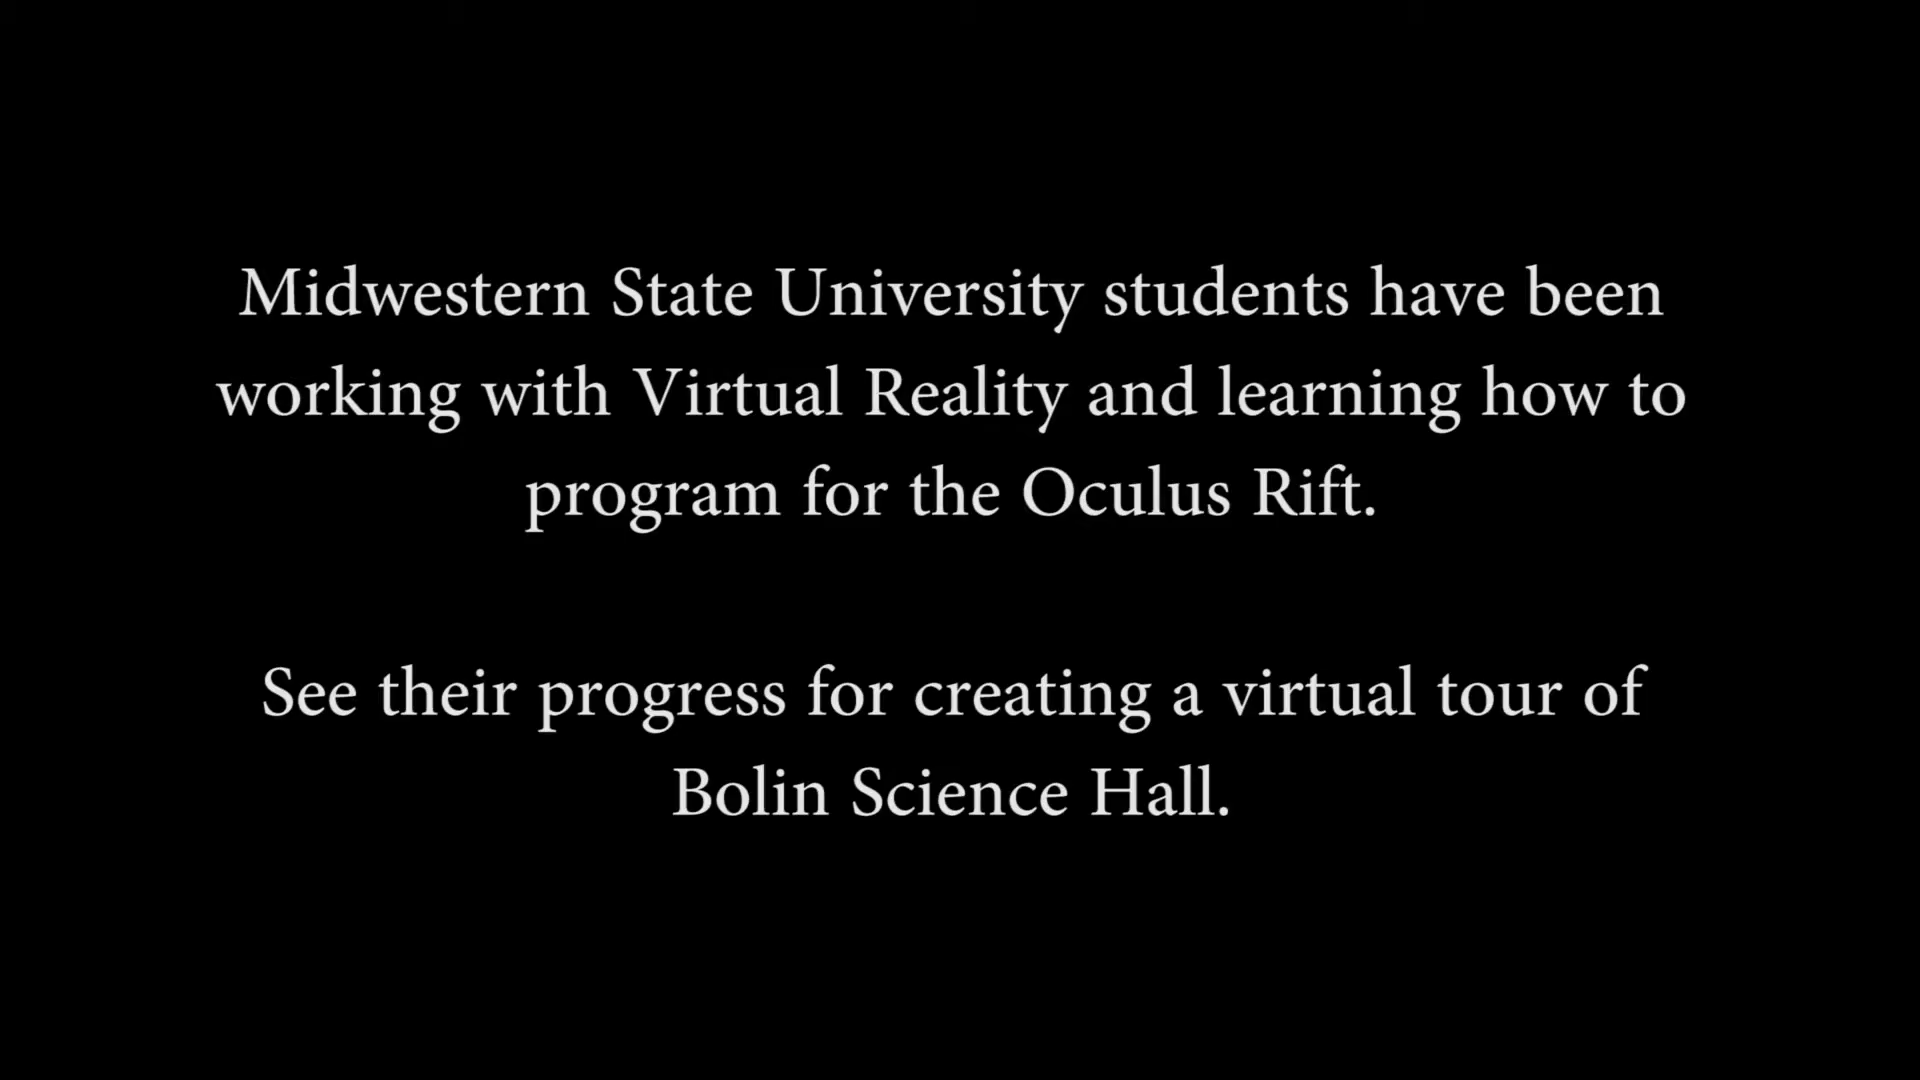 Midwestern State University students have been
working with Virtual Reality and learning how to
program for the Oculus Rift.
See their progress for creating a virtual tour of
Bolin Science Hall.